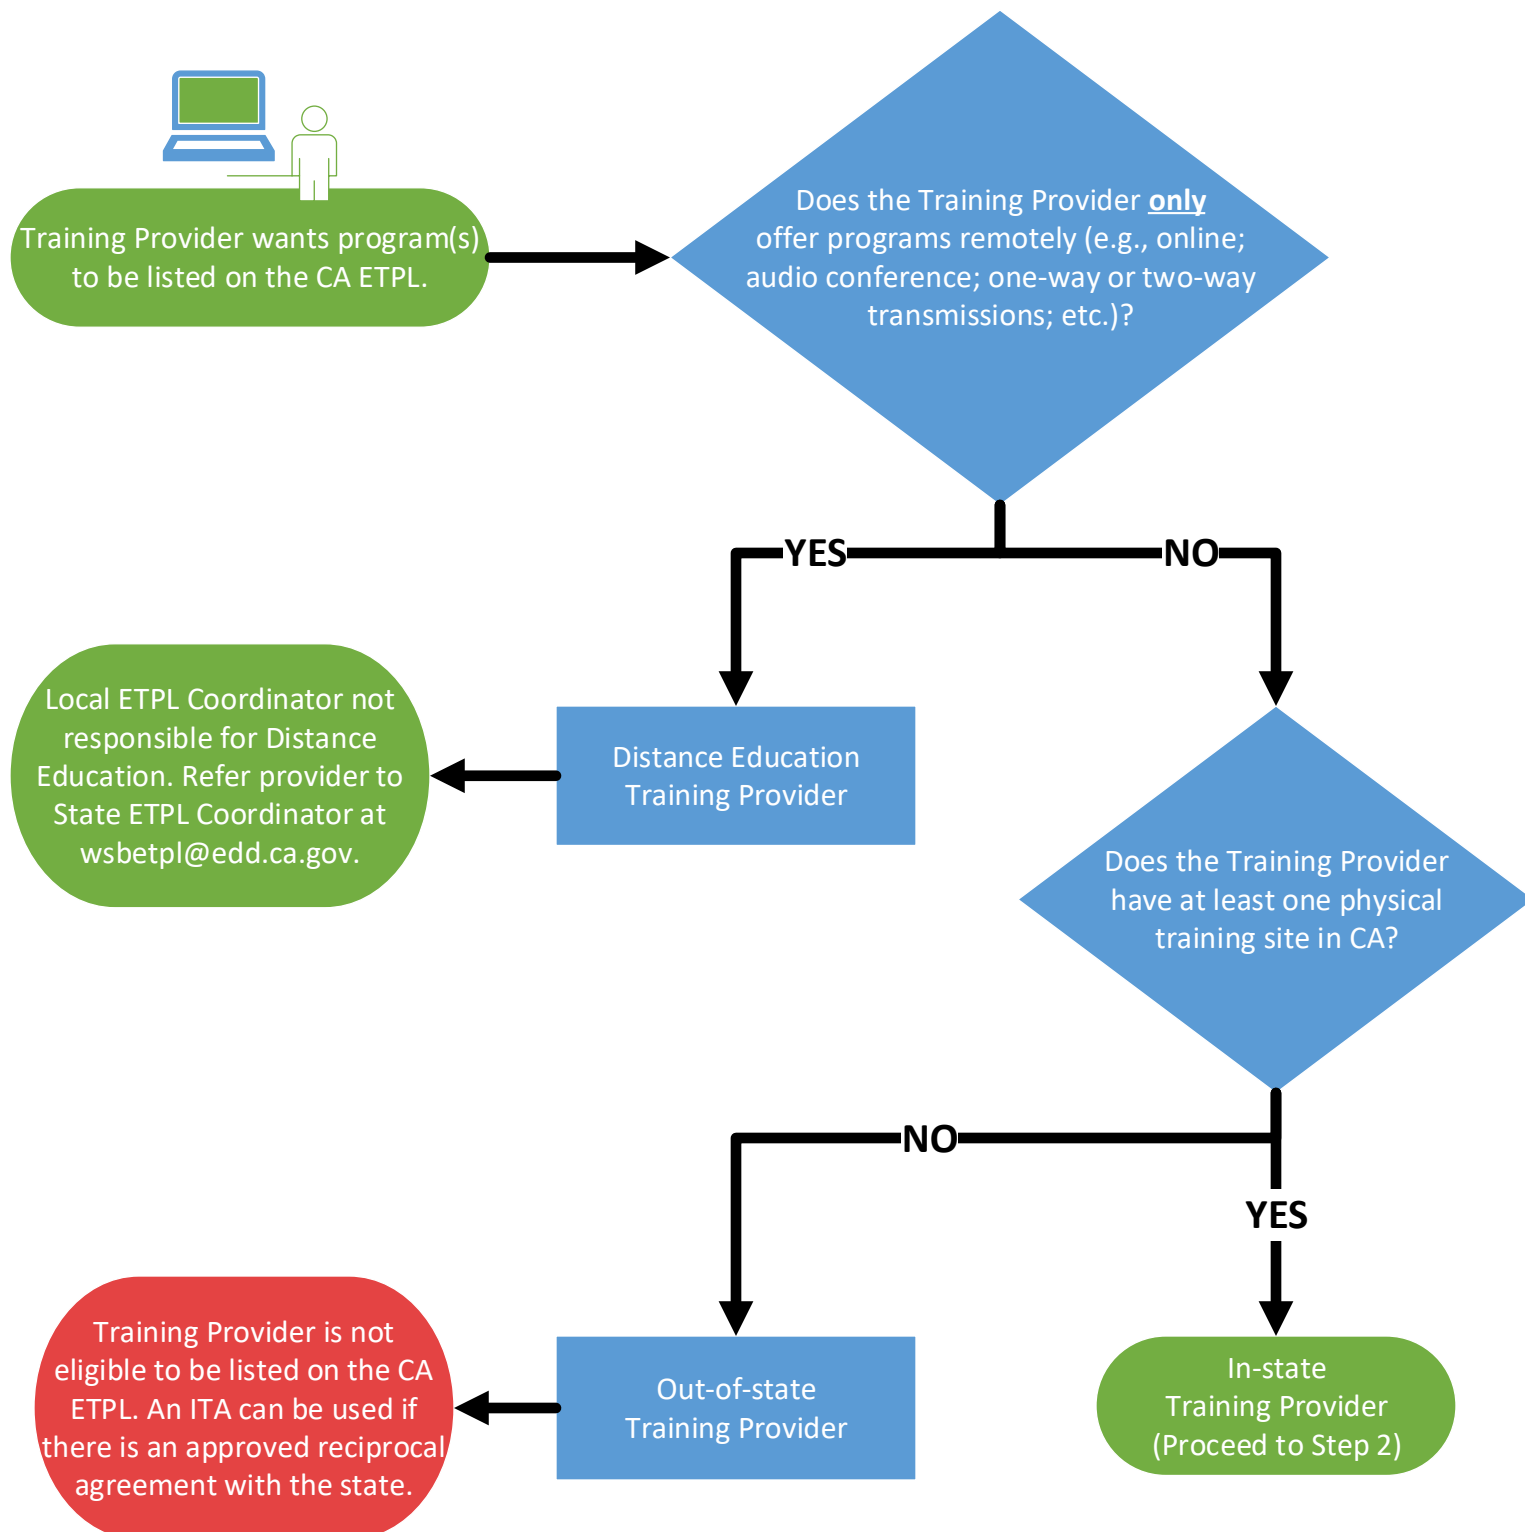 Training Provider wants program(s)
to be listed on the CA ETPL.
Does the Training Provider only
offer programs remotely (e.g., online;
audio conference; one-way or two-way
transmissions; etc.)?
YES
NO
Local ETPL Coordinator not
responsible for Distance
Education. Refer provider to
State ETPL Coordinator at
wsbetpl@edd.ca.gov.
Distance Education
Training Provider
Does the Training Provider
have at least one physical
training site in CA?
NO
YES
Training Provider is not
eligible to be listed on the CA
ETPL. An ITA can be used if
there is an approved reciprocal
agreement with the state.
Out-of-state
Training Provider
In-state
Training Provider
(Proceed to Step 2)